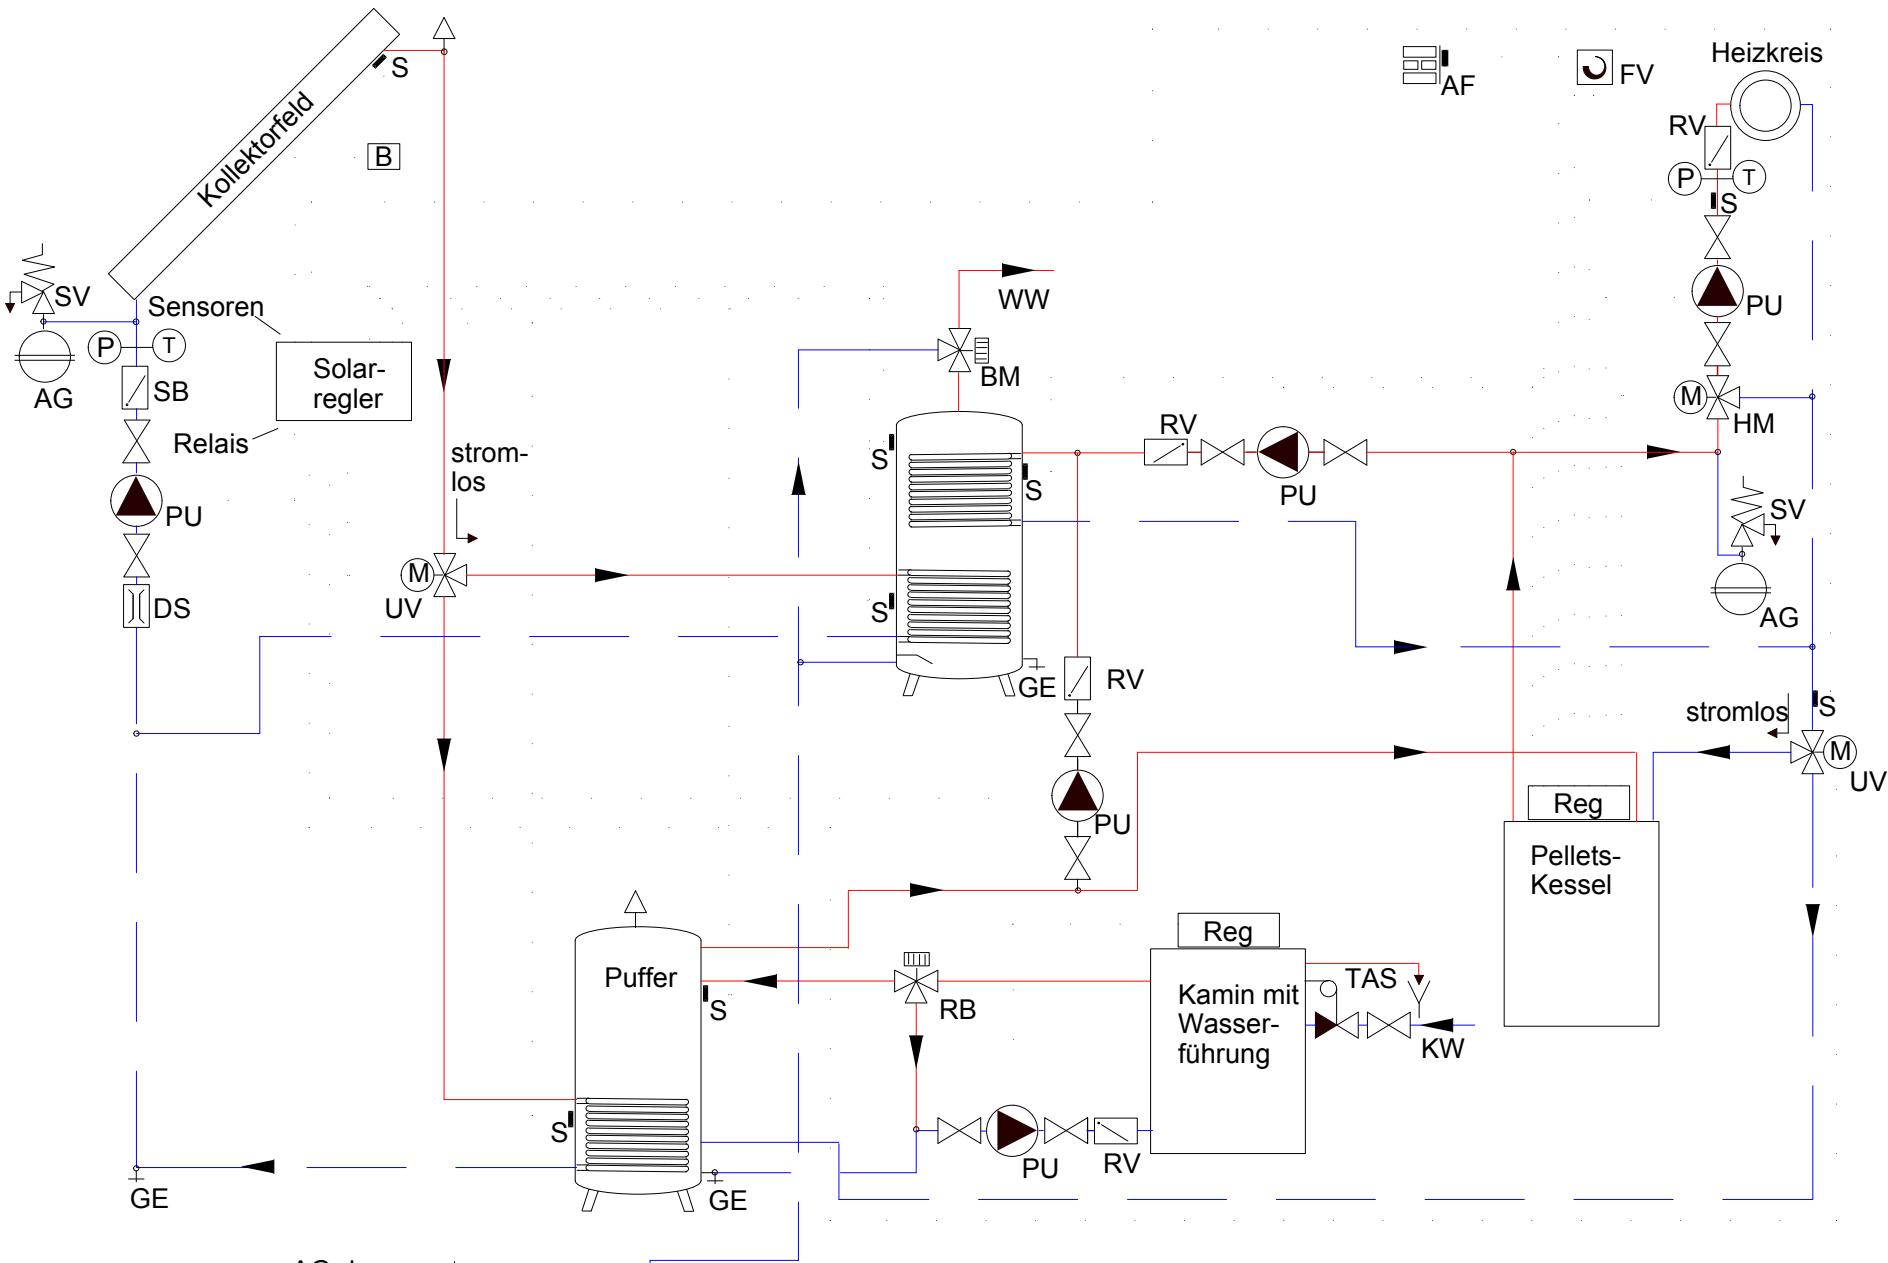 Heizkreis
S
AF
FV
Kollektorfeld
B
RV
P
T
S
SV
Sensoren
WW
PU
P
T
AG
SB
Solar-
regler
BM
M
HM
Relais
strom-
los
S
RV
S
PU
PU
SV
M
UV
DS
S
AG
GE
RV
stromlos
S
M
UV
PU
Reg
Pellets-
Kessel
Reg
Puffer
S
RB
Kamin mit
Wasser-
führung
TAS
KW
S
PU
RV
GE
GE